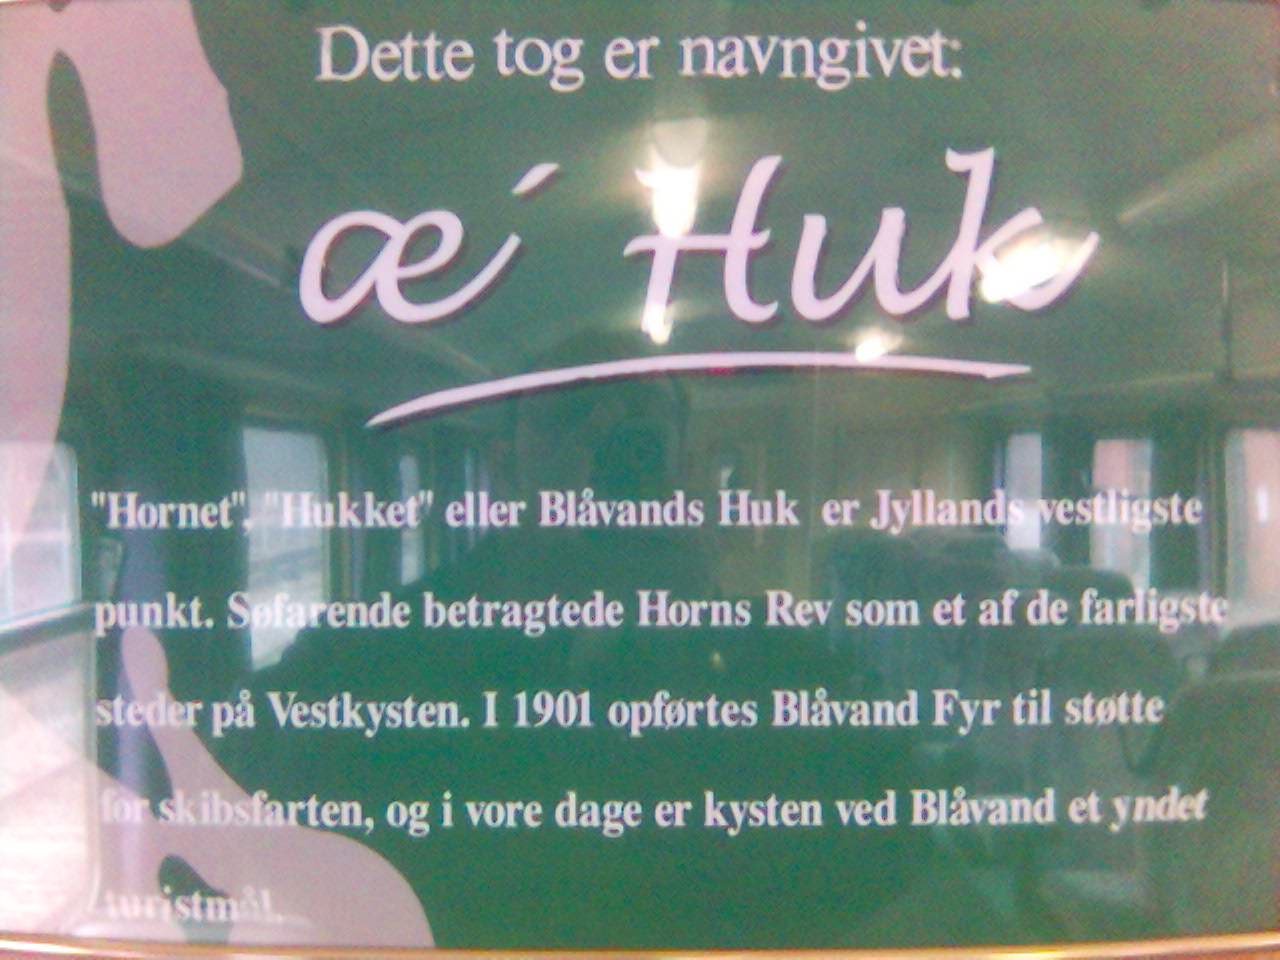 Dette tog er navngivet:
æ´ Huk
"Hornet", "Hukket" eller Blåvands Huk er Jyllands vestligste
punkt. Søfarende betragtede Horns Rev som et af de farligste
steder på Vestkysten. I 1901 opførtes Blåvand Fyr til støtte
for skibsfarten, og i vore dage er kysten ved Blåvand et yndet
turistmål.